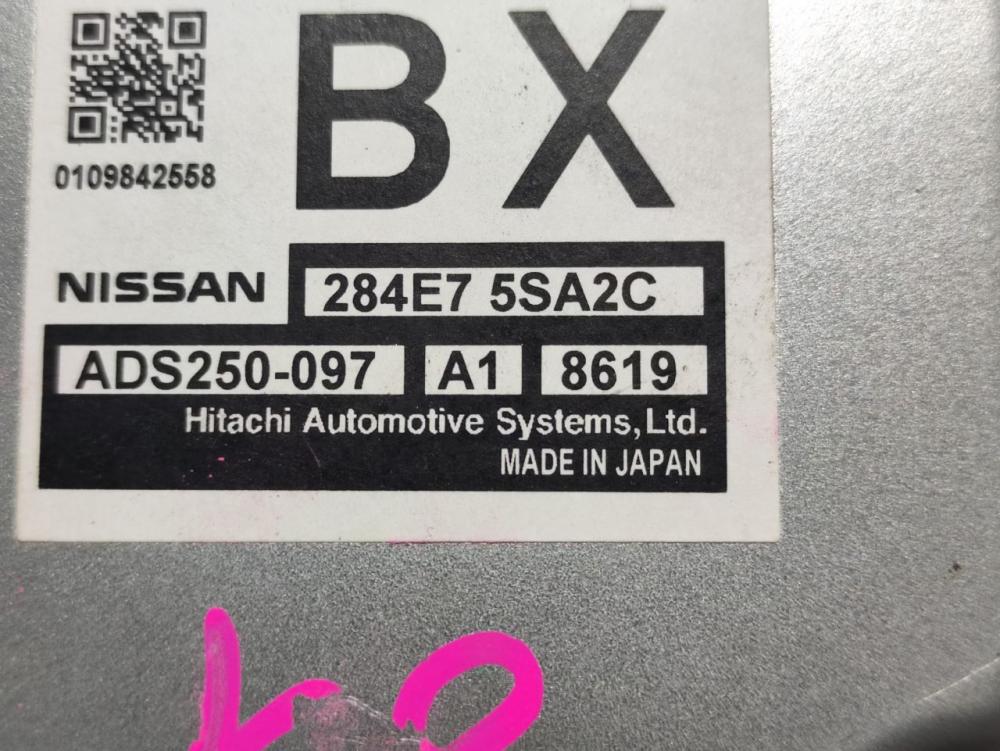 BX
0109842558
NISSAN 284E7 5SA2C
ADS250-097 A1 8619
Hitachi Automotive Systems,Ltd.
MADE IN JAPAN